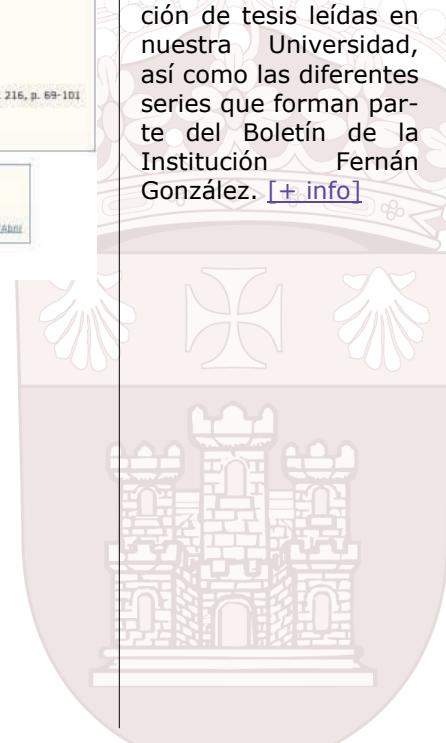 216, p. 69-101
Abrir
ción de tesis leídas en
nuestra Universidad,
así como las diferentes
series que forman par-
te del Boletín de la
Institución Fernán
González. [+ info]